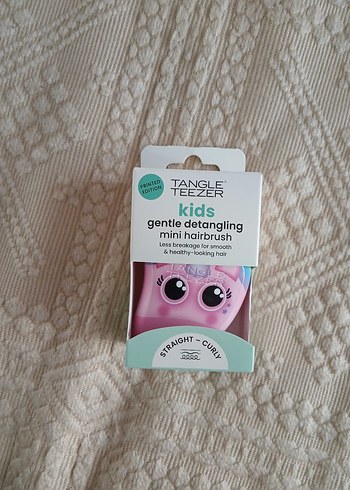 PRINTED
EDITION
TANGLE
TEEZER
kids
gentle detangling
mini hairbrush
Less breakage for smooth
& healthy-looking hair
STRAIGHT – CURLY